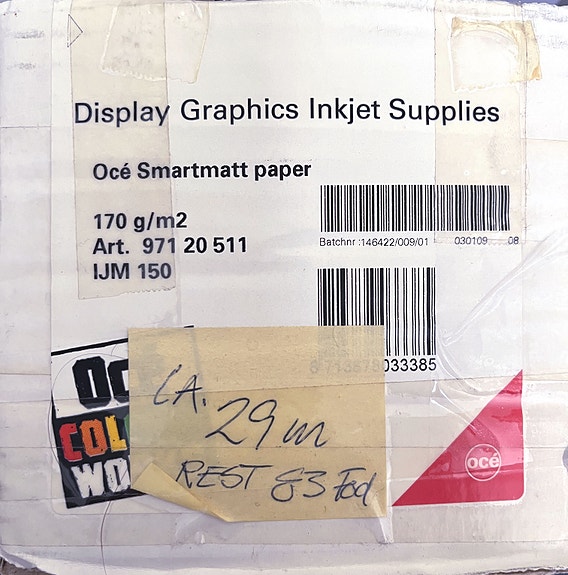 Display Graphics Inkjet Supplies
Océ Smartmatt paper
170 g/m2
Art. 971 20 511
IJM 150
Batchnr :146422/009/01 030109 08
033385
CA.
29 m
REST 83 Fod
océ